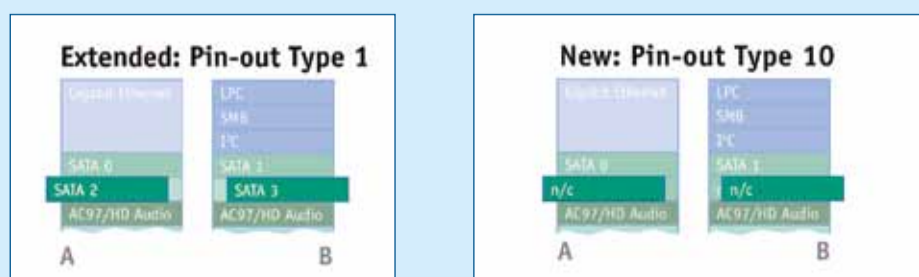 Extended: Pin-out Type 1
Gigabit Ethernet
LPC
SMB
I²C
SATA 0
SATA 1
SATA 2
SATA 3
AC97/HD Audio
AC97/HD Audio
A
B
New: Pin-out Type 10
Gigabit Ethernet
LPC
SMB
I²C
SATA 0
SATA 1
n/c
n/c
AC97/HD Audio
AC97/HD Audio
A
B